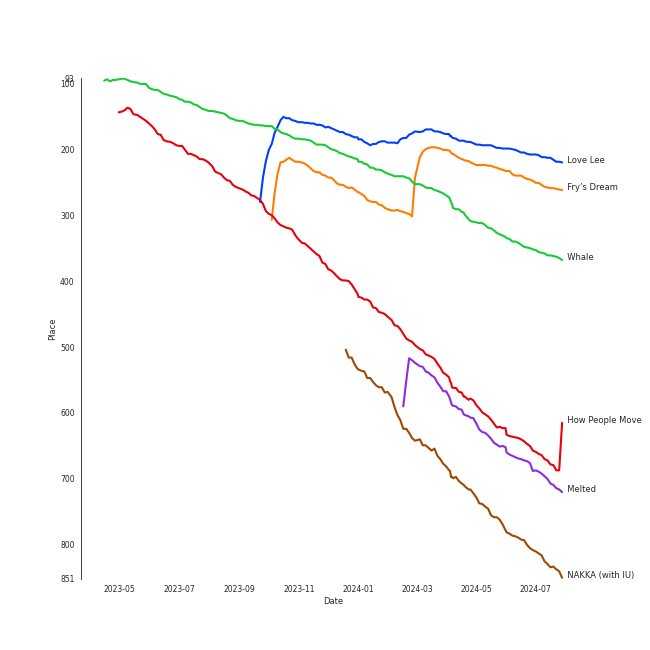 93
100
200
300
400
500
600
700
800
851
Place
2023-05
2023-07
2023-09
2023-11
2024-01
2024-03
2024-05
2024-07
Date
Love Lee
Fry's Dream
Whale
How People Move
Melted
NAKKA (with IU)